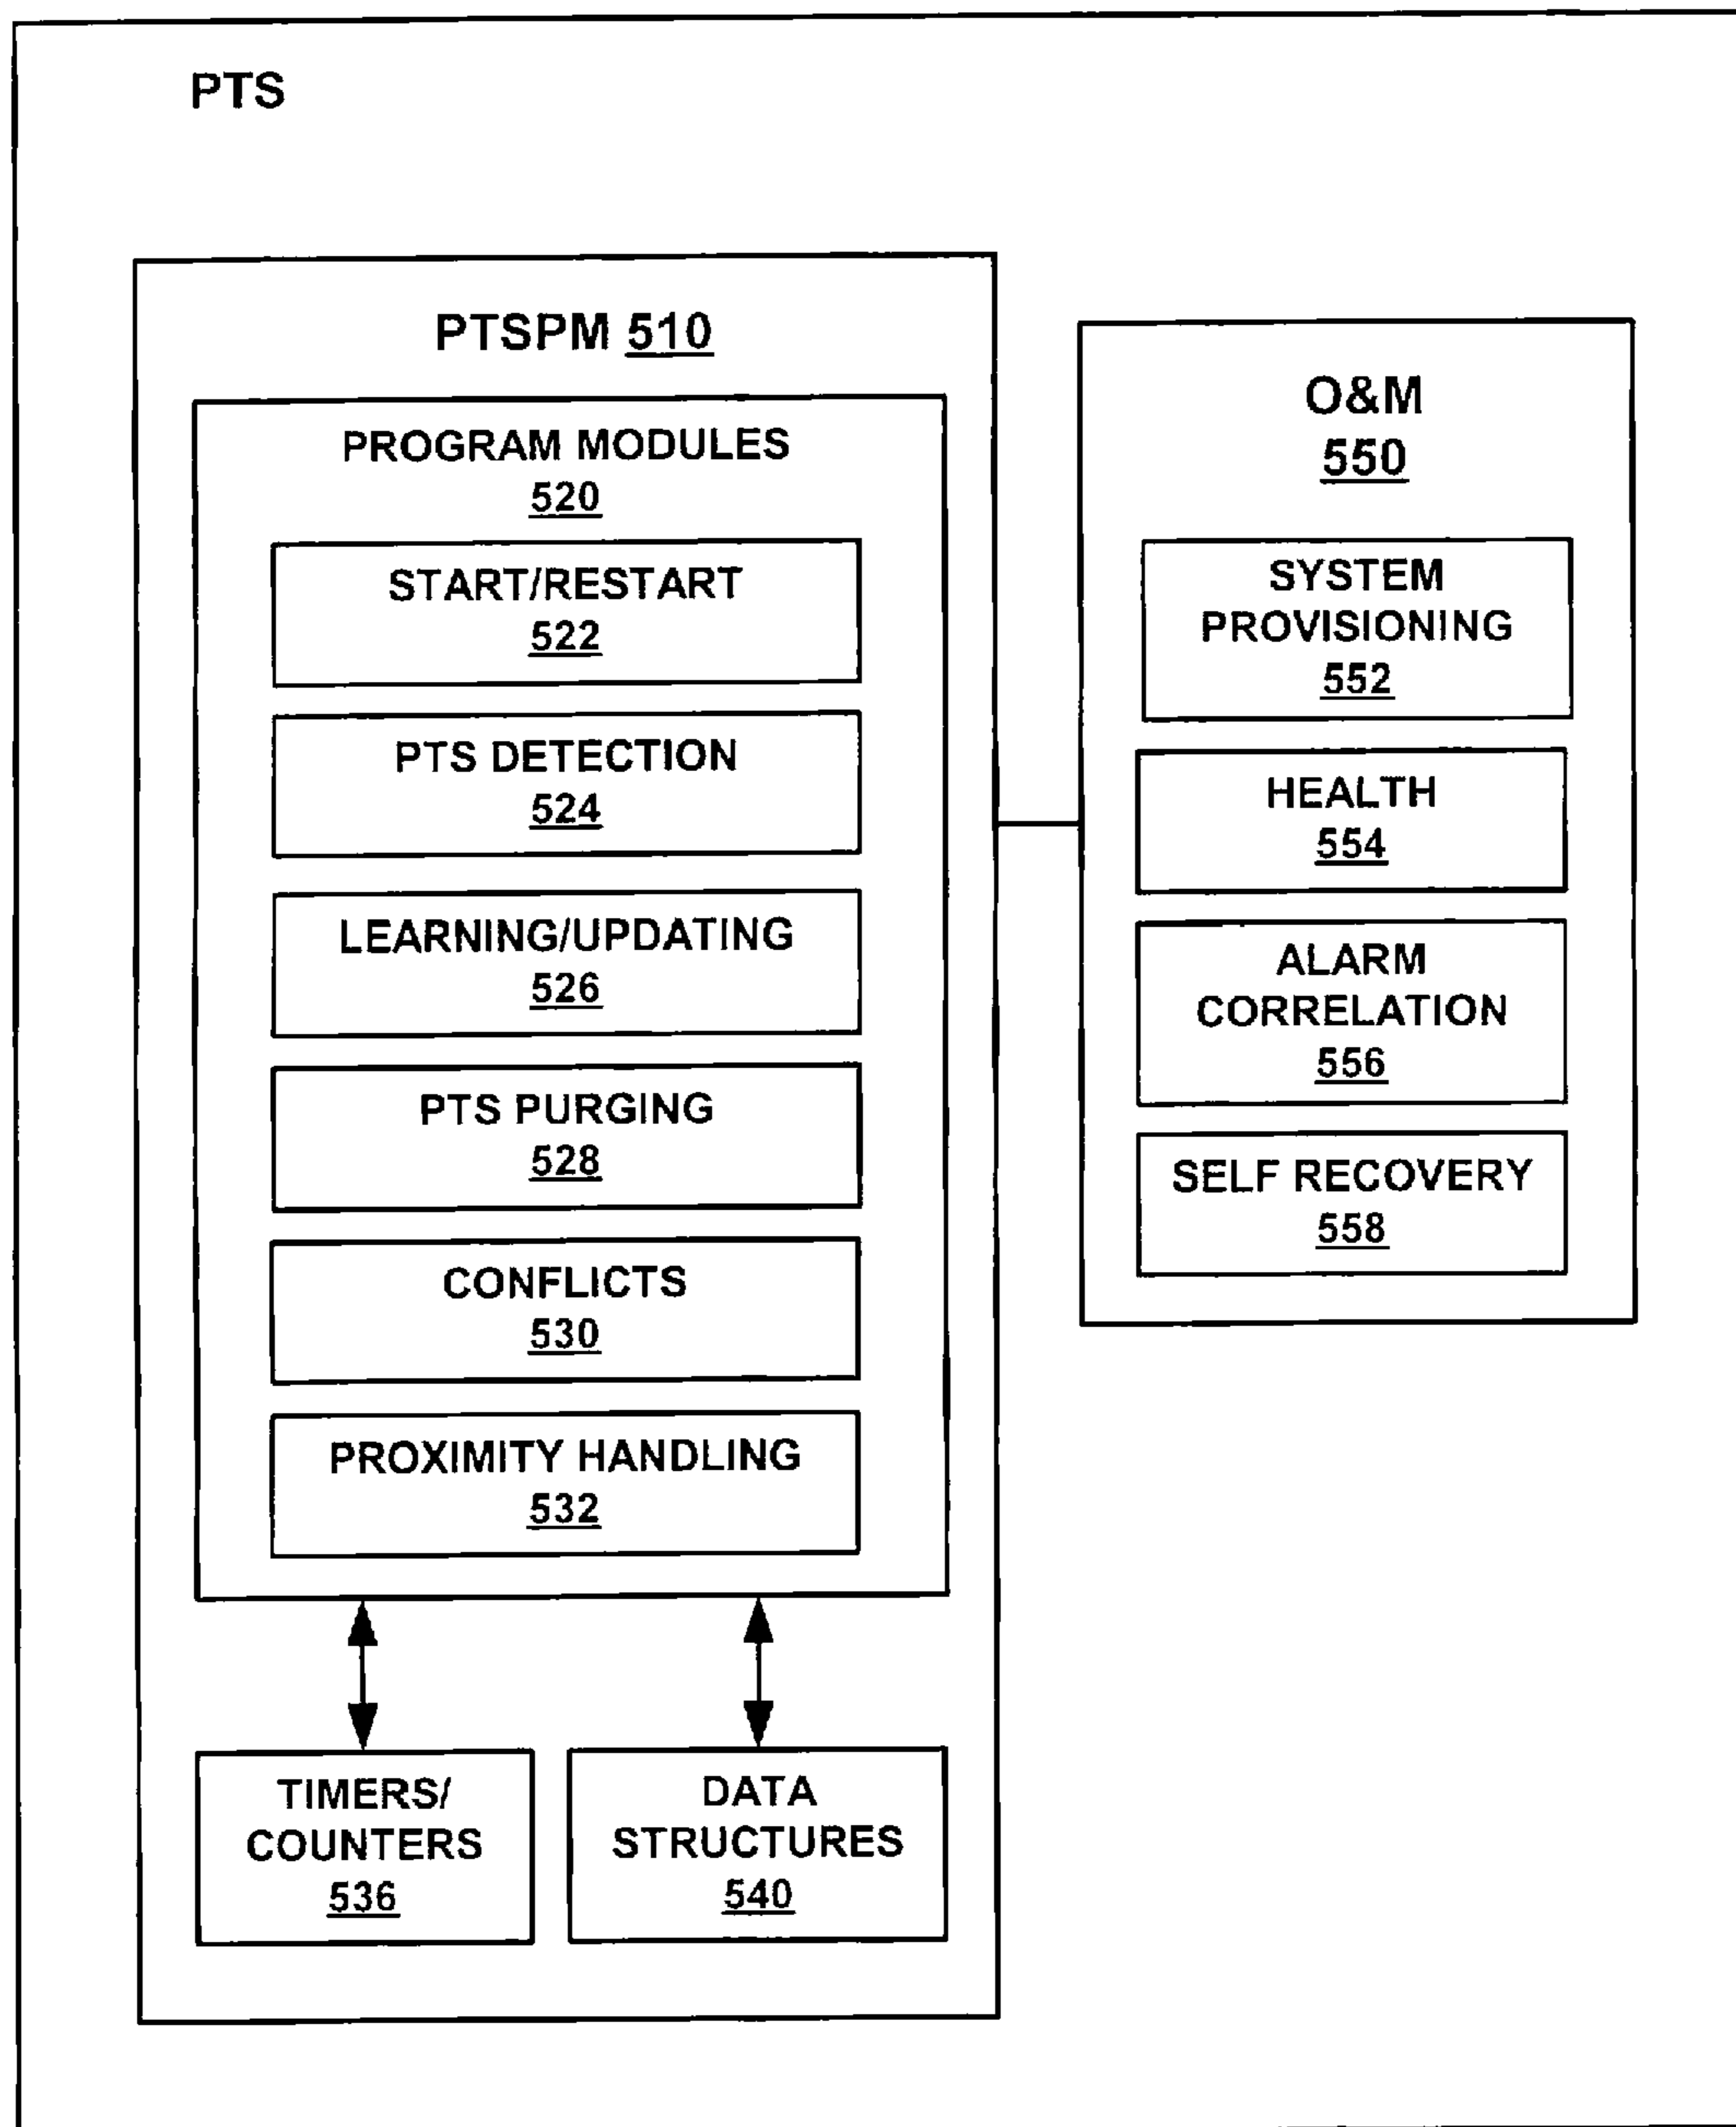 PTS
PTSPM 510
PROGRAM MODULES
520
START/RESTART
522
PTS DETECTION
524
LEARNING/UPDATING
526
PTS PURGING
528
CONFLICTS
530
PROXIMITY HANDLING
532
TIMERS/
COUNTERS
536
DATA
STRUCTURES
540
O&M
550
SYSTEM
PROVISIONING
552
HEALTH
554
ALARM
CORRELATION
556
SELF RECOVERY
558